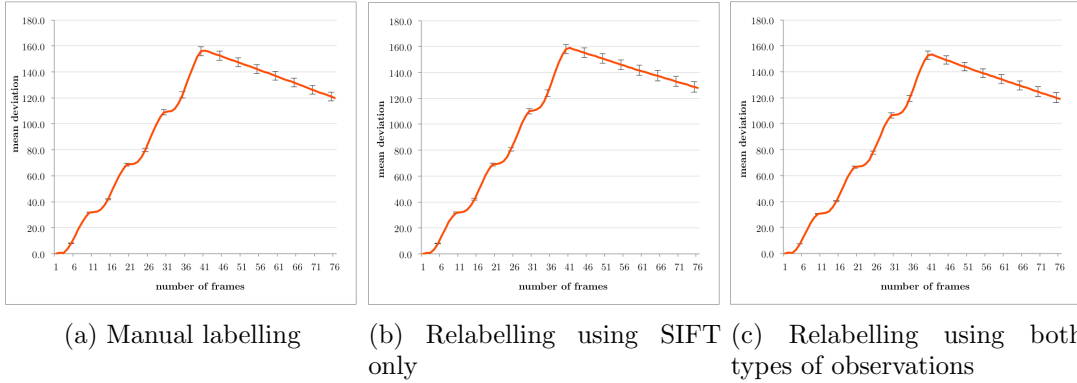 180.0
160.0
140.0
120.0
100.0
80.0
60.0
40.0
20.0
0.0
mean deviation
1 6 11 16 21 26 31 36 41 46 51 56 61 66 71 76
number of frames
(a) Manual labelling
180.0
160.0
140.0
120.0
100.0
80.0
60.0
40.0
20.0
0.0
mean deviation
1 6 11 16 21 26 31 36 41 46 51 56 61 66 71 76
number of frames
(b) Relabelling using SIFT
only
180.0
160.0
140.0
120.0
100.0
80.0
60.0
40.0
20.0
0.0
mean deviation
1 6 11 16 21 26 31 36 41 46 51 56 61 66 71 76
number of frames
(c) Relabelling using both
types of observations